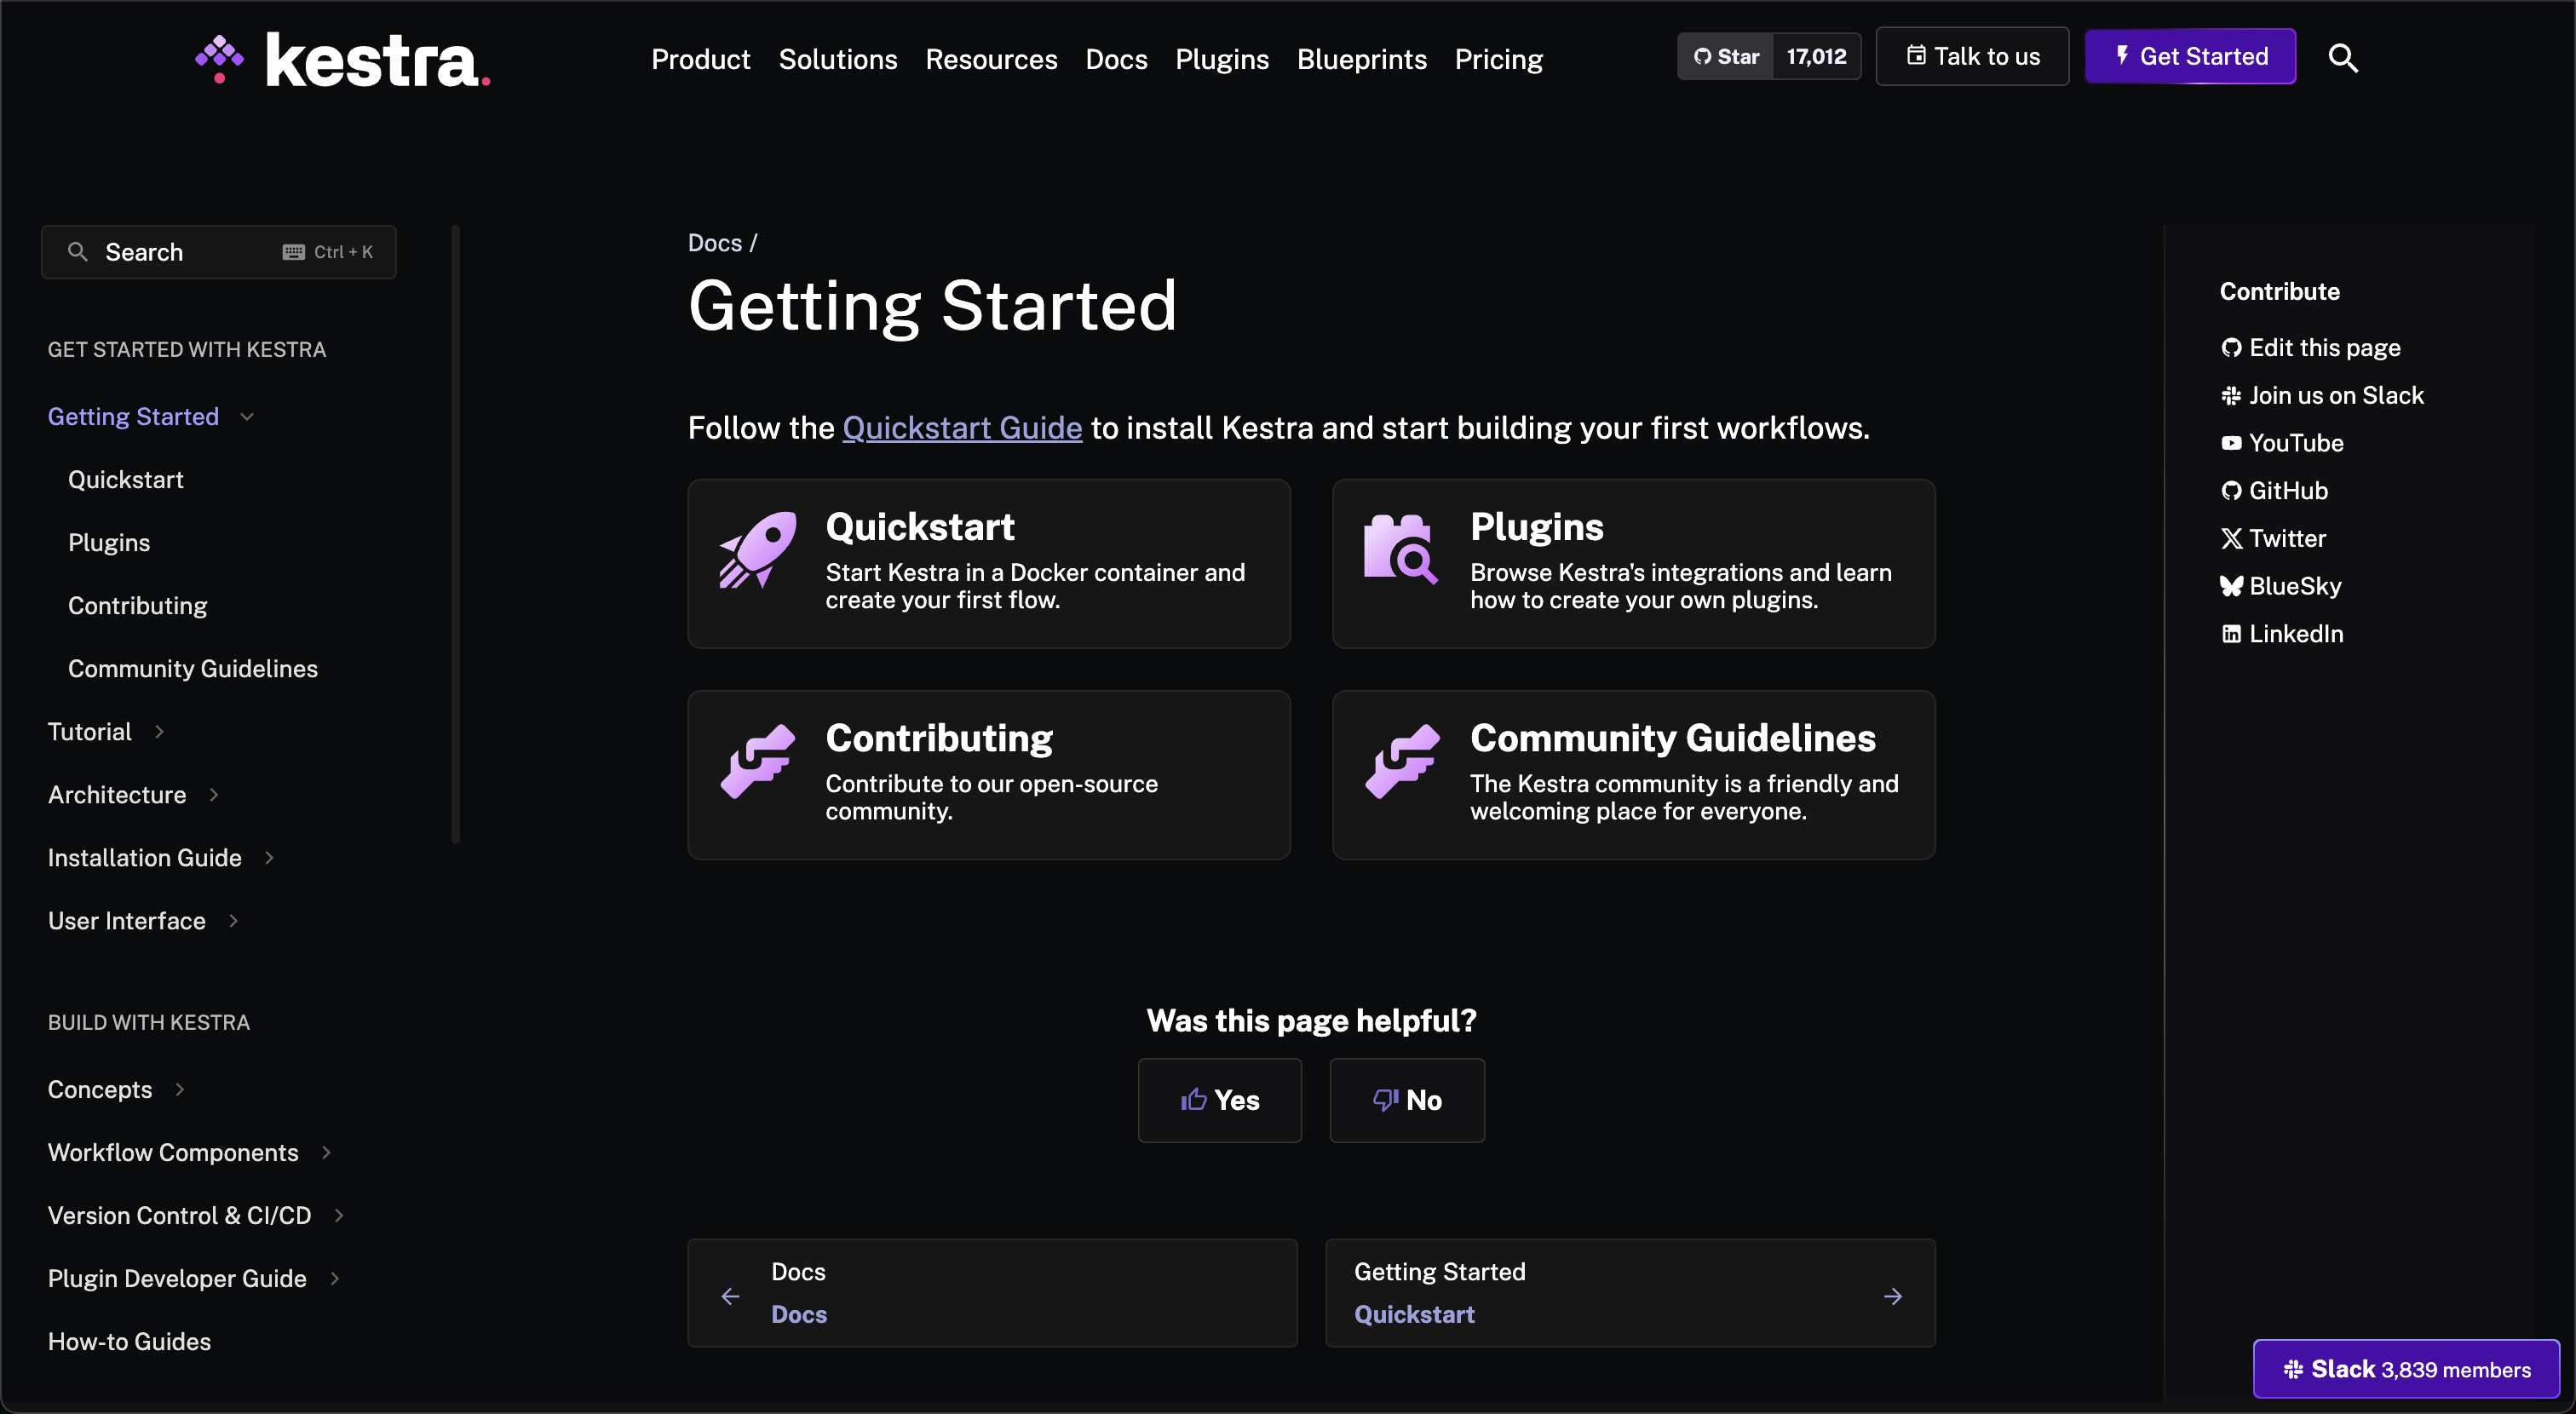 kestra.
Product
Solutions
Resources
Docs
Plugins
Blueprints
Pricing
Star
17,012
Talk to us
Get Started
Search
Ctrl + K
GET STARTED WITH KESTRA
Getting Started
Quickstart
Plugins
Contributing
Community Guidelines
Tutorial
Architecture
Installation Guide
User Interface
BUILD WITH KESTRA
Concepts
Workflow Components
Version Control & CI/CD
Plugin Developer Guide
How-to Guides
Docs /
Getting Started
Follow the Quickstart Guide to install Kestra and start building your first workflows.
Quickstart
Start Kestra in a Docker container and
create your first flow.
Plugins
Browse Kestra's integrations and learn
how to create your own plugins.
Contributing
Contribute to our open-source
community.
Community Guidelines
The Kestra community is a friendly and
welcoming place for everyone.
Was this page helpful?
Yes
No
Docs
Docs
Getting Started
Quickstart
Contribute
Edit this page
Join us on Slack
YouTube
GitHub
Twitter
BlueSky
LinkedIn
Slack 3,839 members